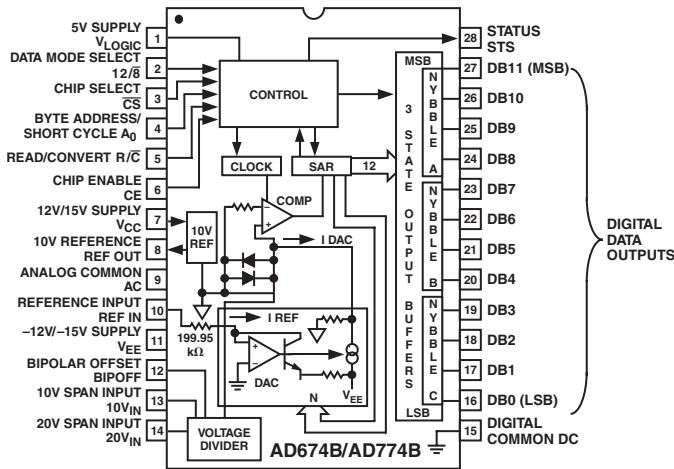 5V SUPPLY
VLOGIC
1
DATA MODE SELECT
12/8
2
CHIP SELECT
CS
3
BYTE ADDRESS/
SHORT CYCLE A0
4
READ/CONVERT R/C
5
CHIP ENABLE
CE
6
12V/15V SUPPLY
VCC
7
10V REFERENCE
REF OUT
8
ANALOG COMMON
AC
9
REFERENCE INPUT
REF IN
10
–12V/–15V SUPPLY
VEE
11
BIPOLAR OFFSET
BIPOFF
12
10V SPAN INPUT
10VIN
13
20V SPAN INPUT
20VIN
14
CONTROL
CLOCK
SAR
12
COMP
–
+
10V
REF
I DAC
I REF
199.95
kΩ
+
–
DAC
N
VEE
VOLTAGE
DIVIDER
AD674B/AD774B
MSB
3 STATE OUTPUT BUFFERS
LSB
NYBBLE A
NYBBLE B
NYBBLE C
28
STATUS
STS
27
DB11 (MSB)
26
DB10
25
DB9
24
DB8
23
DB7
22
DB6
21
DB5
20
DB4
19
DB3
18
DB2
17
DB1
16
DB0 (LSB)
15
DIGITAL
COMMON DC
DIGITAL
DATA
OUTPUTS